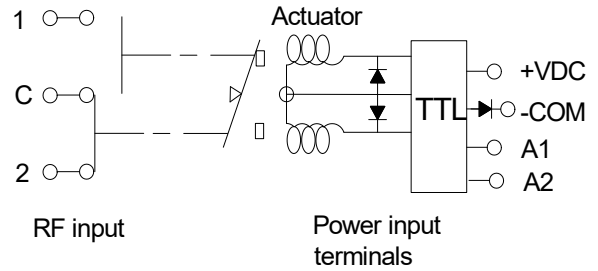 Actuator
1
C
2
TTL
+VDC
-COM
A1
A2
RF input
Power input
terminals